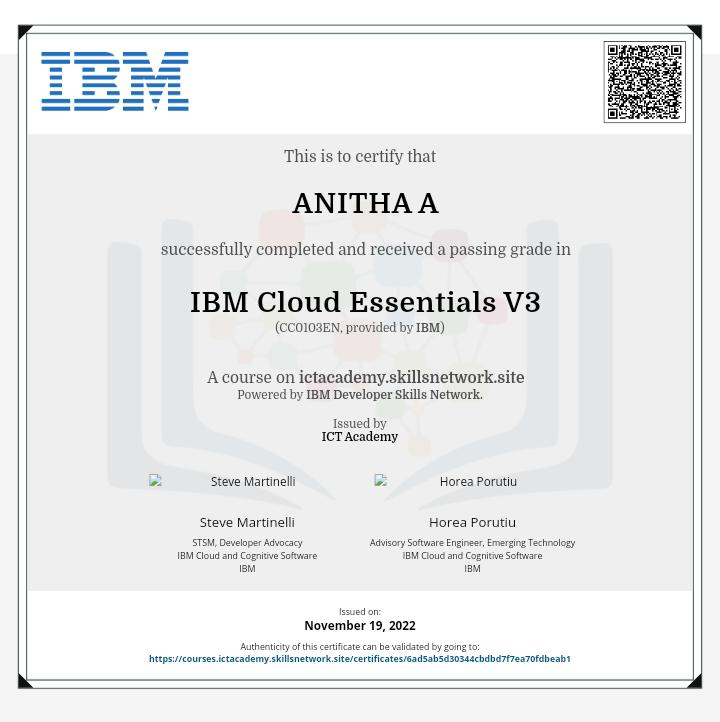 IBM
This is to certify that
ANITHA A
successfully completed and received a passing grade in
IBM Cloud Essentials V3
(CC0103EN, provided by IBM)
A course on ictacademy.skillsnetwork.site
Powered by IBM Developer Skills Network.
Issued by
ICT Academy
Steve Martinelli Horea Porutiu
Steve Martinelli Horea Porutiu
STSM, Developer Advocacy Advisory Software Engineer, Emerging Technology
IBM Cloud and Cognitive Software IBM Cloud and Cognitive Software
IBM IBM
Issued on:
November 19, 2022
Authenticity of this certificate can be validated by going to:
https://courses.ictacademy.skillsnetwork.site/certificates/6ad5ab5d30344cbdbd7f7ea70fdbeab1